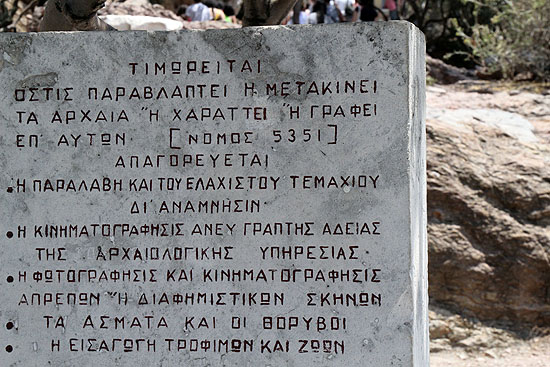 ΤΙΜΩΡΕΙΤΑΙ
ΟΣΤΙΣ ΠΑΡΑΒΛΑΠΤΕΙ Η ΜΕΤΑΚΙΝΕΙ
ΤΑ ΑΡΧΑΙΑ Ή ΧΑΡΑΤΤΕΙ Ή ΓΡΑΦΕΙ
ΕΠ' ΑΥΤΩΝ. [ΝΟΜΟΣ 5351]
ΑΠΑΓΟΡΕΥΕΤΑΙ
• Η ΠΑΡΑΛΑΒΗ ΚΑΙ ΤΟΥ ΕΛΑΧΙΣΤΟΥ ΤΕΜΑΧΙΟΥ
ΔΙ' ΑΝΑΜΝΗΣΙΝ
• Η ΚΙΝΗΜΑΤΟΓΡΑΦΗΣΙΣ ΑΝΕΥ ΓΡΑΠΤΗΣ ΑΔΕΙΑΣ
ΤΗΣ ΑΡΧΑΙΟΛΟΓΙΚΗΣ ΥΠΗΡΕΣΙΑΣ
• Η ΦΩΤΟΓΡΑΦΗΣΙΣ ΚΑΙ ΚΙΝΗΜΑΤΟΓΡΑΦΗΣΙΣ
ΑΠΡΕΠΩΝ Ή ΔΙΑΦΗΜΙΣΤΙΚΩΝ ΣΚΗΝΩΝ
• ΤΑ ΑΣΜΑΤΑ ΚΑΙ ΟΙ ΘΟΡΥΒΟΙ
• Η ΕΙΣΑΓΩΓΗ ΤΡΟΦΙΜΩΝ ΚΑΙ ΖΩΩΝ